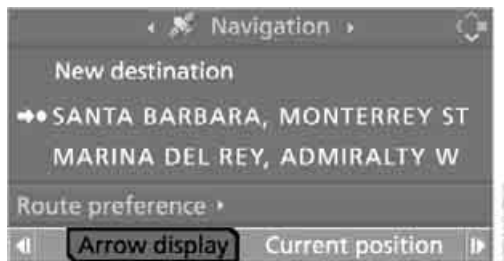 Navigation
New destination
SANTA BARBARA, MONTERREY ST
MARINA DEL REY, ADMIRALTY W
Route preference
Arrow display Current position